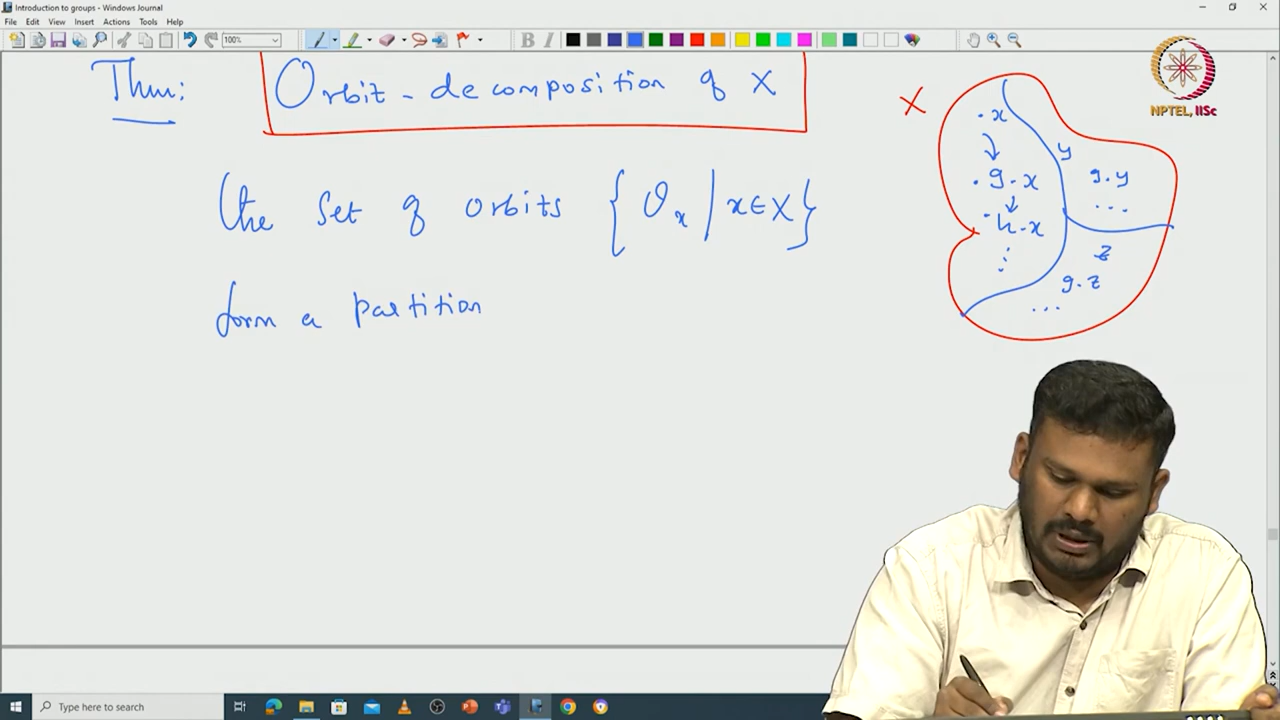 Introduction to groups - Windows Journal
File Edit View Insert Actions Tools Help
100%
B I
Thm: Orbit-decomposition of X
The set of orbits { O_x | x ∈ X }
form a partition
X
·x
·g·x
·h·x
⋮
y
g·y
...
z
g·z
...
NPTEL, IISc
Type here to search